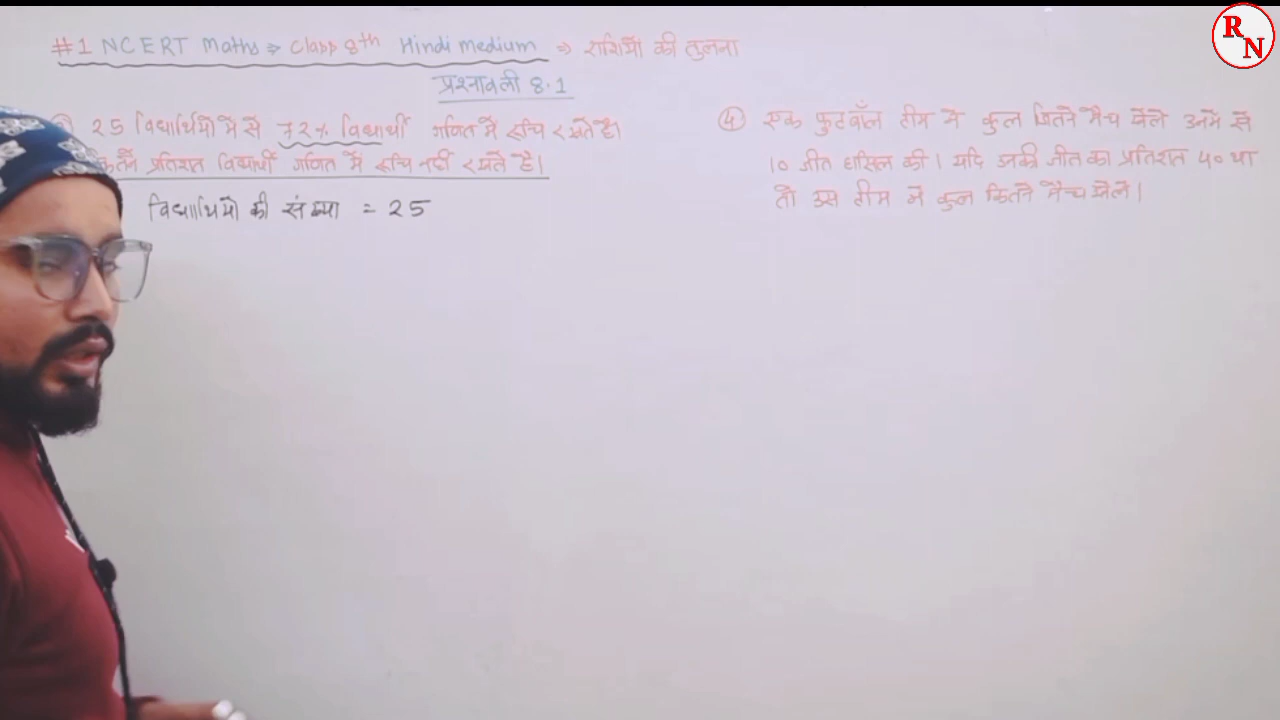 #1 NCERT Maths ⇒ Class 8th Hindi medium ⇒ राशियों की तुलना
प्रश्नावली 8.1
25 विद्यार्थियों में से 72% विद्यार्थी गणित में रूचि रखते है।
प्रतिशत विद्यार्थी गणित में रूचि नहीं रखते है।
विद्यार्थियों की संख्या = 25
④ एक फुटबॉल टीम ने कुल जितने मैच खेले उनमें से
10 जीत हासिल की। यदि उनकी जीत का प्रतिशत 40 था
तो उस टीम ने कुल कितने मैच खेले।
RN